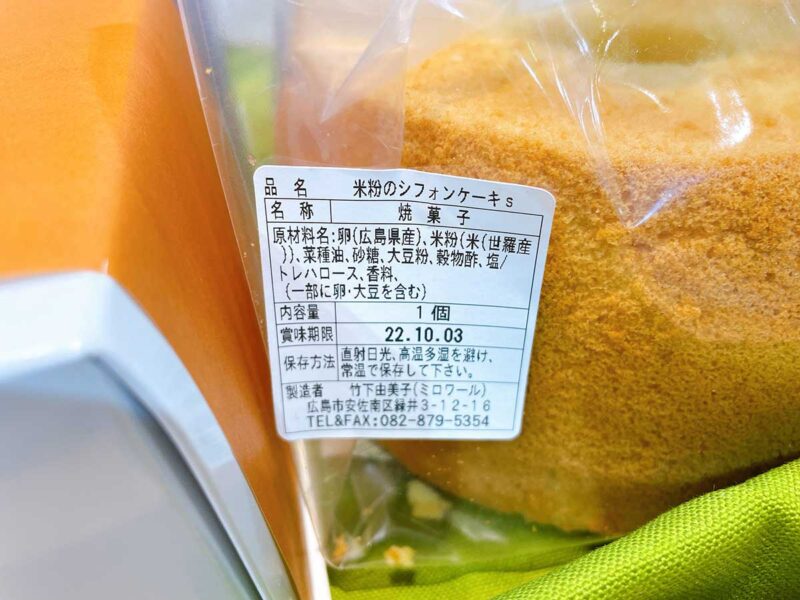 品名 米粉のシフォンケーキs
名称 焼菓子
原材料名:卵(広島県産)、米粉(米(世羅産
))、菜種油、砂糖、大豆粉、穀物酢、塩/
トレハロース、香料、
(一部に卵・大豆を含む)
内容量 1個
賞味期限 22.10.03
保存方法 直射日光、高温多湿を避け、
常温で保存して下さい。
製造者 竹下由美子(ミロワール)
広島市安佐南区緑井3-12-16
TEL&FAX:082-879-5354